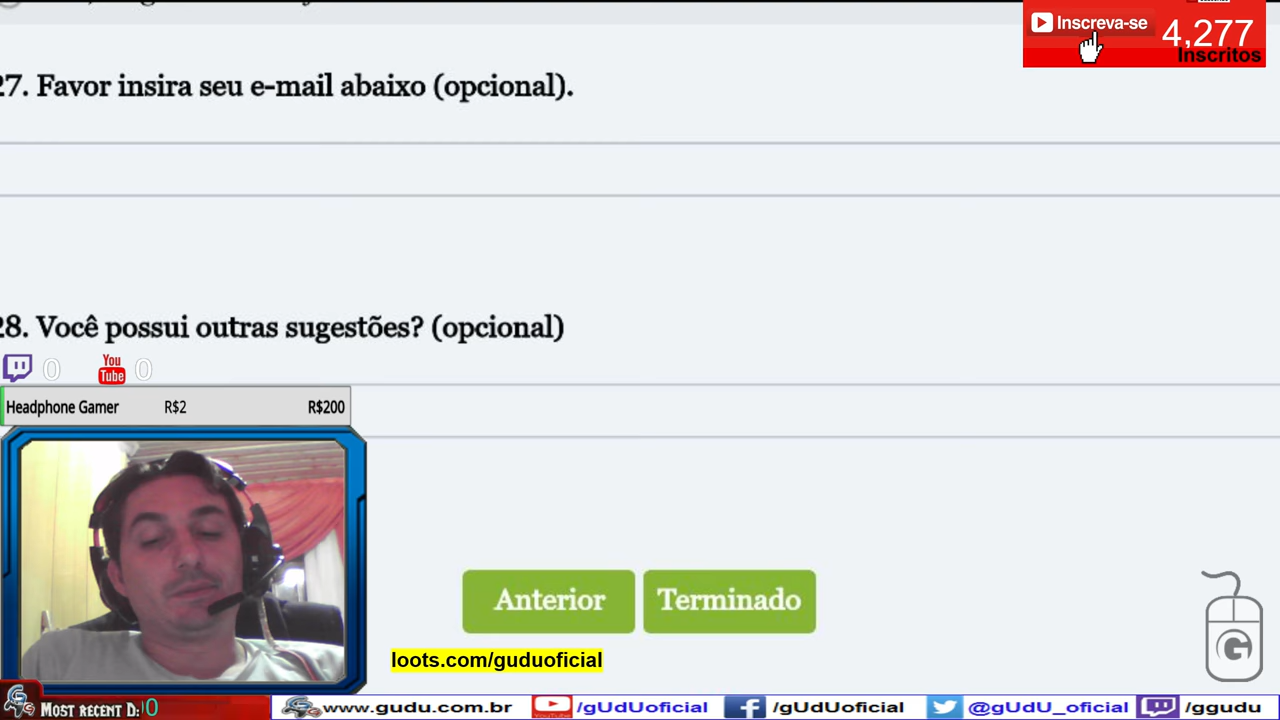 Inscreva-se
4,277
Inscritos
27. Favor insira seu e-mail abaixo (opcional).
28. Você possui outras sugestões? (opcional)
0
You
Tube
0
Headphone Gamer R$2 R$200
Anterior
Terminado
loots.com/guduoficial
G
MOST RECENT D: 0
www.gudu.com.br
YouTube
/gUdUoficial
/gUdUoficial
@gUdU_oficial
/ggudu